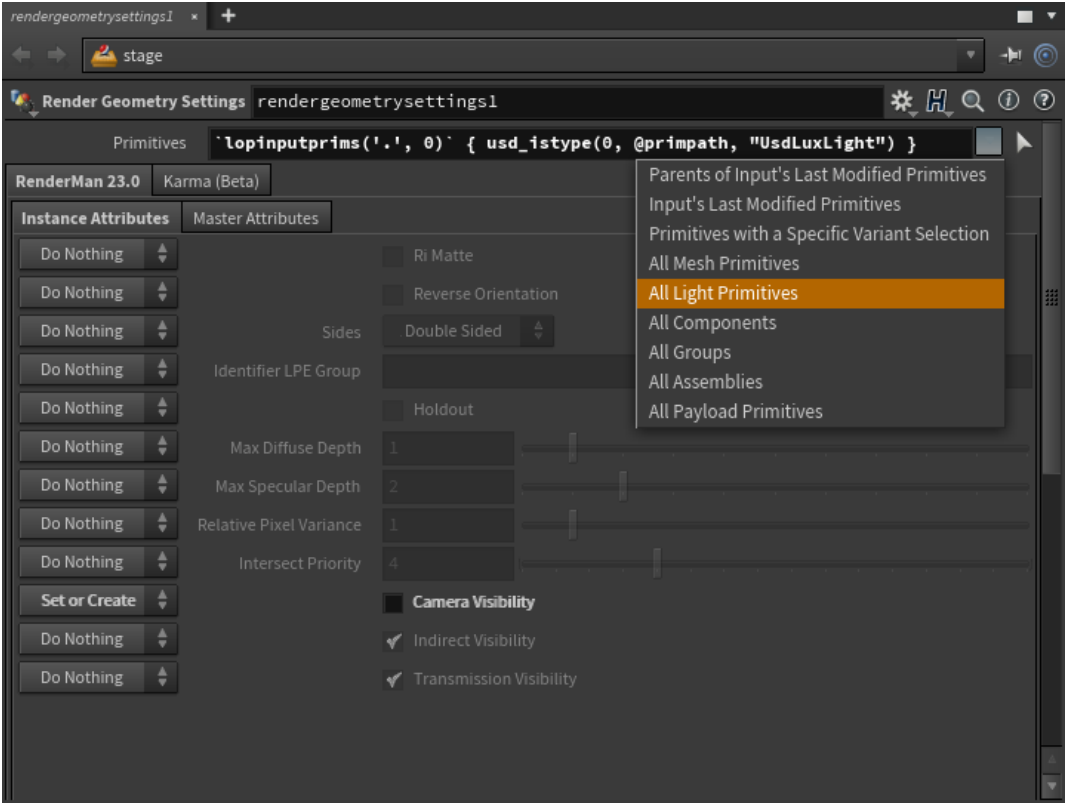 rendergeometrysettings1 × +
stage
Render Geometry Settings rendergeometrysettings1
Primitives `lopinputprims('.', 0)` { usd_istype(0, @primpath, "UsdLuxLight") }
RenderMan 23.0 Karma (Beta)
Instance Attributes Master Attributes
Parents of Input's Last Modified Primitives
Input's Last Modified Primitives
Primitives with a Specific Variant Selection
All Mesh Primitives
All Light Primitives
All Components
All Groups
All Assemblies
All Payload Primitives
Do Nothing Ri Matte
Do Nothing Reverse Orientation
Do Nothing Sides Double Sided
Do Nothing Identifier LPE Group
Do Nothing Holdout
Do Nothing Max Diffuse Depth 1
Do Nothing Max Specular Depth 2
Do Nothing Relative Pixel Variance 1
Do Nothing Intersect Priority 4
Set or Create Camera Visibility
Do Nothing Indirect Visibility
Do Nothing Transmission Visibility